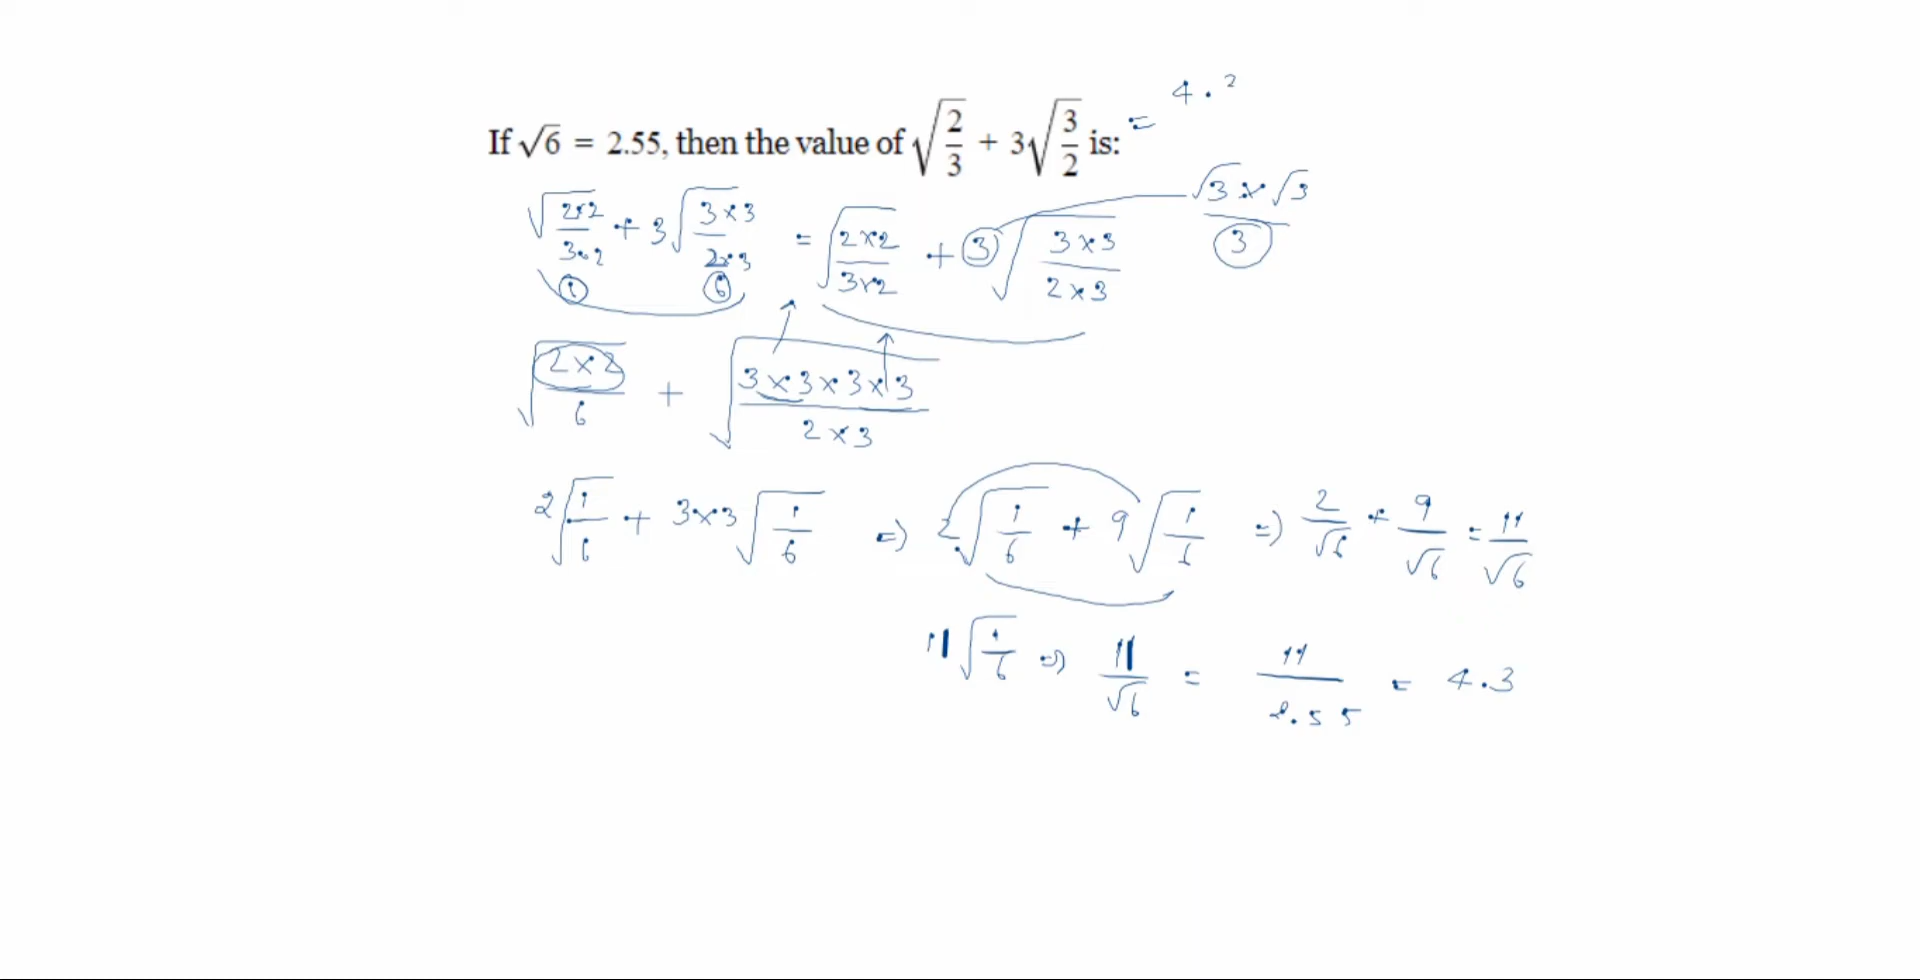 = 4.2
If √6 = 2.55, then the value of √(2/3) + 3√(3/2) is:
√3 × √3 / 3
√(2×2 / 3×2) + 3√(3×3 / 2×3) = √(2×2 / 3×2) + 3√(3×3 / 2×3)
6
√(2×2 / 6) + √(3×3×3×3 / 2×3)
2√(1/6) + 3×3√(1/6) => 2√(1/6) + 9√(1/6) => 2/√6 + 9/√6 = 11/√6
11√(1/6) => 11/√6 = 11/2.55 = 4.3